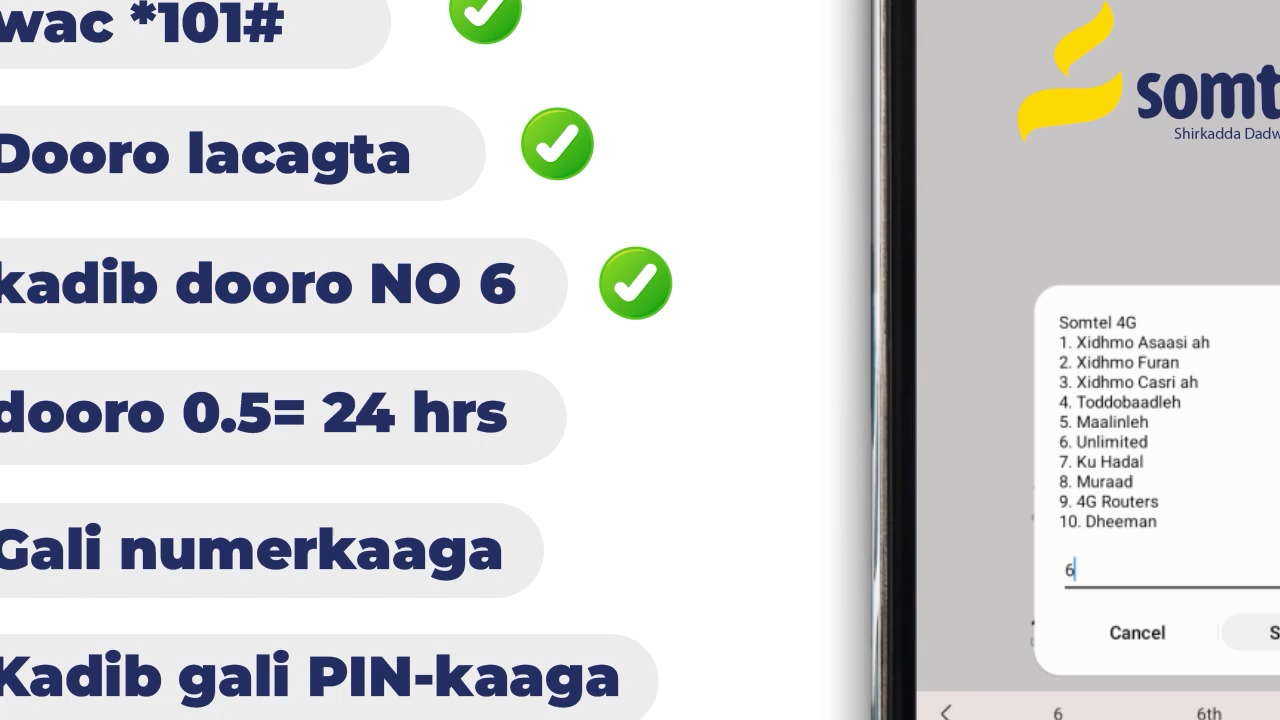 wac *101#
Dooro lacagta
kadib dooro NO 6
dooro 0.5= 24 hrs
Gali numerkaaga
Kadib gali PIN-kaaga
somt
Shirkadda Dadw
Somtel 4G
1. Xidhmo Asaasi ah
2. Xidhmo Furan
3. Xidhmo Casri ah
4. Toddobaadleh
5. Maalinleh
6. Unlimited
7. Ku Hadal
8. Muraad
9. 4G Routers
10. Dheeman
6
Cancel S
6 6th